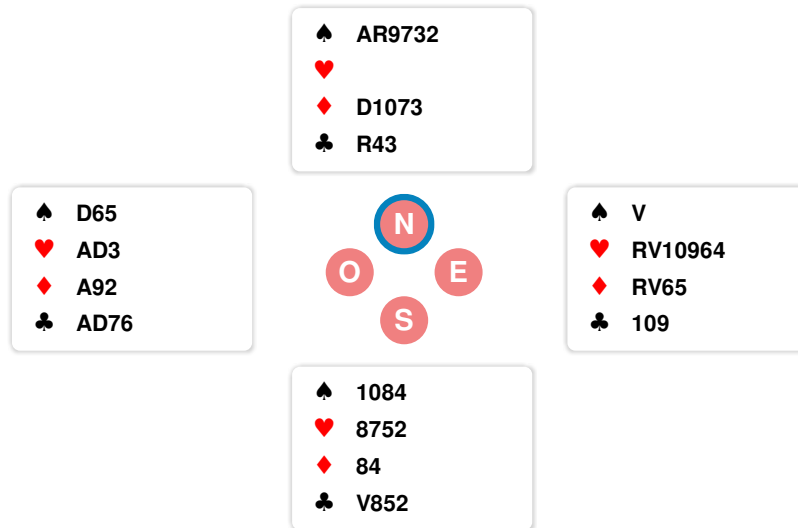 ♠ AR9732
♥
♦ D1073
♣ R43
♠ D65
♥ AD3
♦ A92
♣ AD76
N
O E
S
♠ V
♥ RV10964
♦ RV65
♣ 109
♠ 1084
♥ 8752
♦ 84
♣ V852